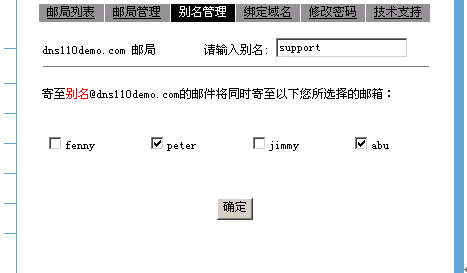 邮局列表 邮局管理 别名管理 绑定域名 修改密码 技术支持
dns110demo.com 邮局 请输入别名: support
寄至别名@dns110demo.com的邮件将同时寄至以下您所选择的邮箱：
fenny peter jimmy abu
确定